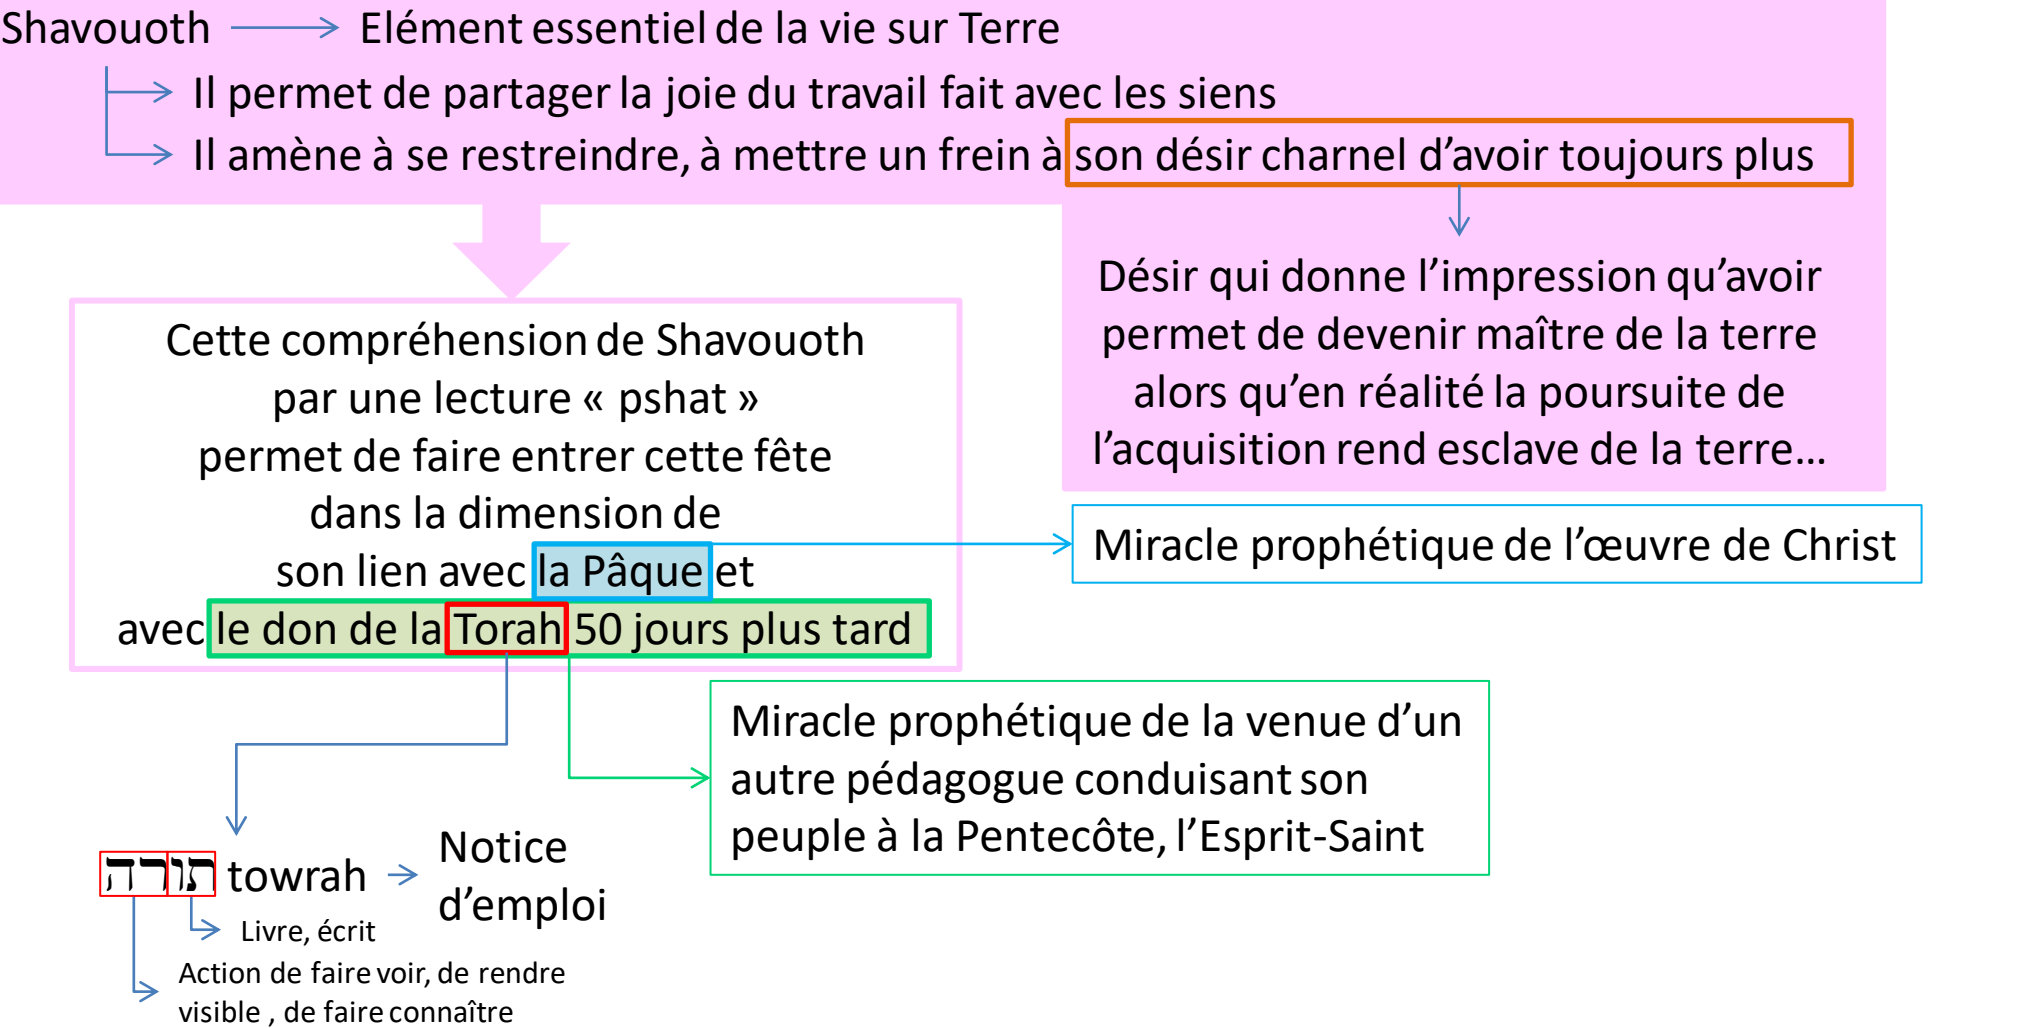 Shavouoth Elément essentiel de la vie sur Terre
Il permet de partager la joie du travail fait avec les siens
Il amène à se restreindre, à mettre un frein à son désir charnel d’avoir toujours plus
Désir qui donne l’impression qu’avoir
permet de devenir maître de la terre
alors qu’en réalité la poursuite de
l’acquisition rend esclave de la terre…
Cette compréhension de Shavouoth
par une lecture « pshat »
permet de faire entrer cette fête
dans la dimension de
son lien avec la Pâque et
avec le don de la Torah 50 jours plus tard
Miracle prophétique de l’œuvre de Christ
Miracle prophétique de la venue d’un
autre pédagogue conduisant son
peuple à la Pentecôte, l’Esprit-Saint
תורה towrah
Notice
d’emploi
Livre, écrit
Action de faire voir, de rendre
visible , de faire connaître